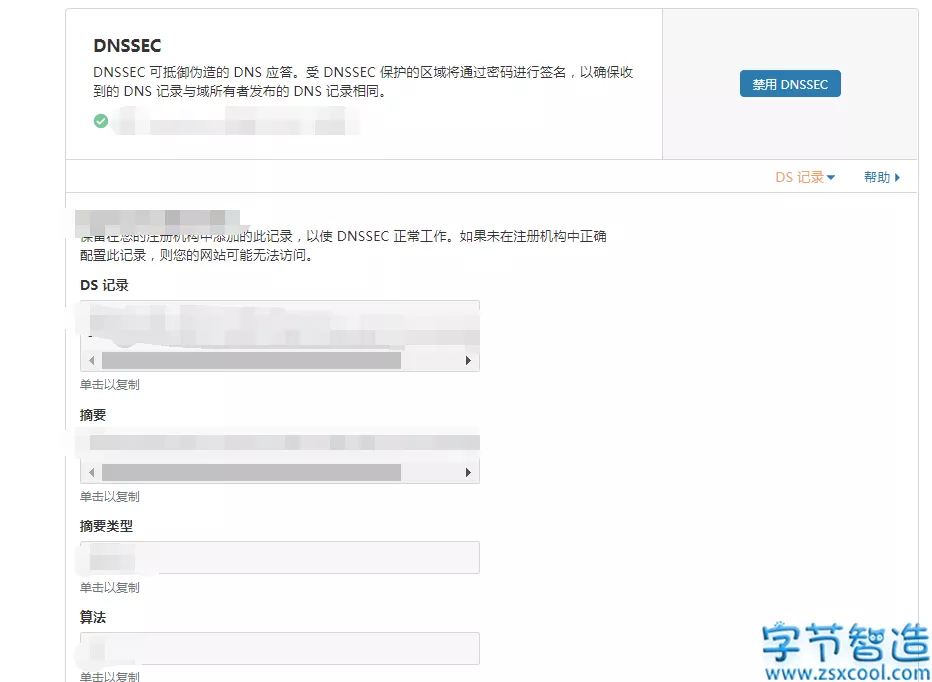 DNSSEC
DNSSEC 可抵御伪造的 DNS 应答。受 DNSSEC 保护的区域将通过密码进行签名，以确保收
到的 DNS 记录与域所有者发布的 DNS 记录相同。
禁用 DNSSEC
DS 记录
帮助
保留在您的注册机构中添加的此记录，以使 DNSSEC 正常工作。如果未在注册机构中正确
配置此记录，则您的网站可能无法访问。
DS 记录
单击以复制
摘要
单击以复制
摘要类型
单击以复制
算法
单击以复制
字节智造
www.zsxcool.com